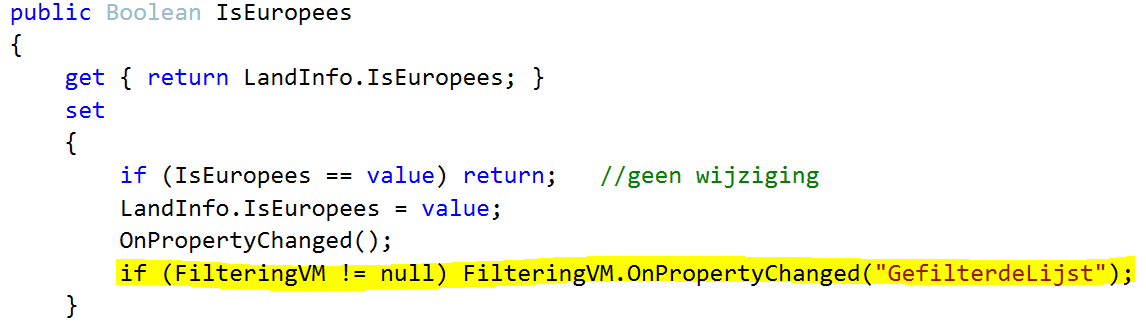 public Boolean IsEuropees
{
    get { return LandInfo.IsEuropees; }
    set
    {
        if (IsEuropees == value) return;   //geen wijziging
        LandInfo.IsEuropees = value;
        OnPropertyChanged();
        if (FilteringVM != null) FilteringVM.OnPropertyChanged("GefilterdeLijst");
    }